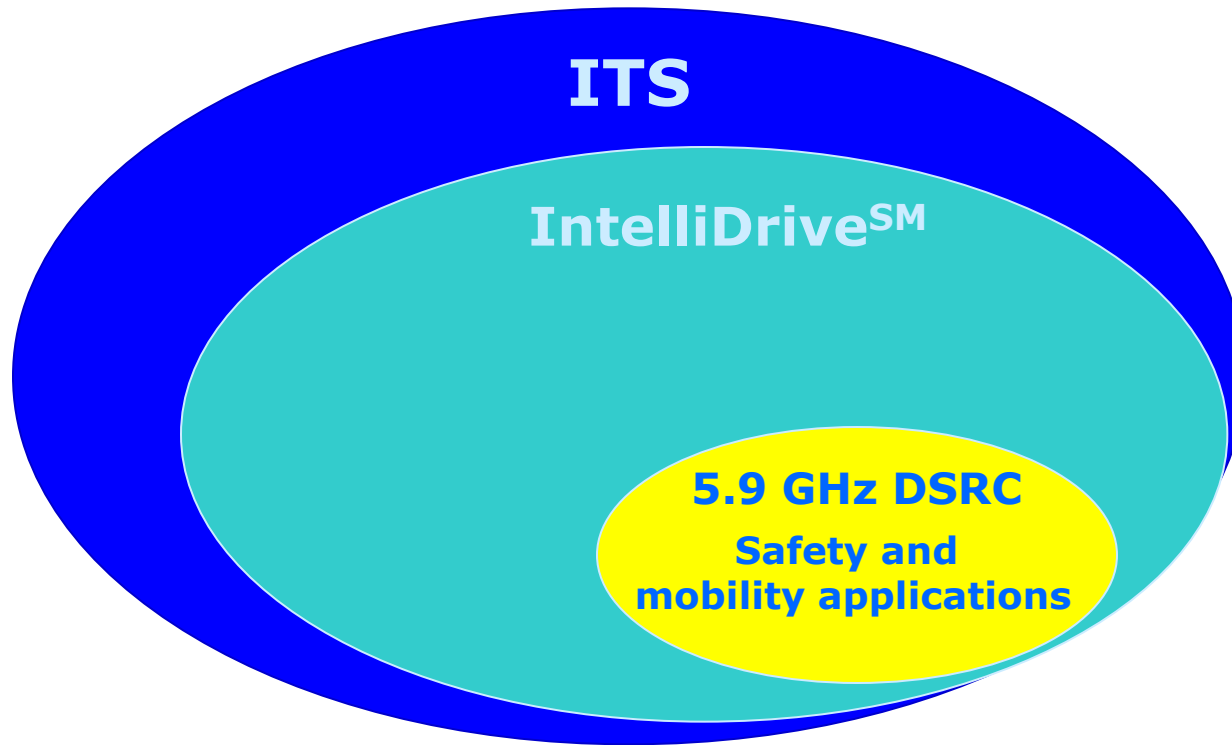 ITS
IntelliDriveSM
5.9 GHz DSRC
Safety and
mobility applications